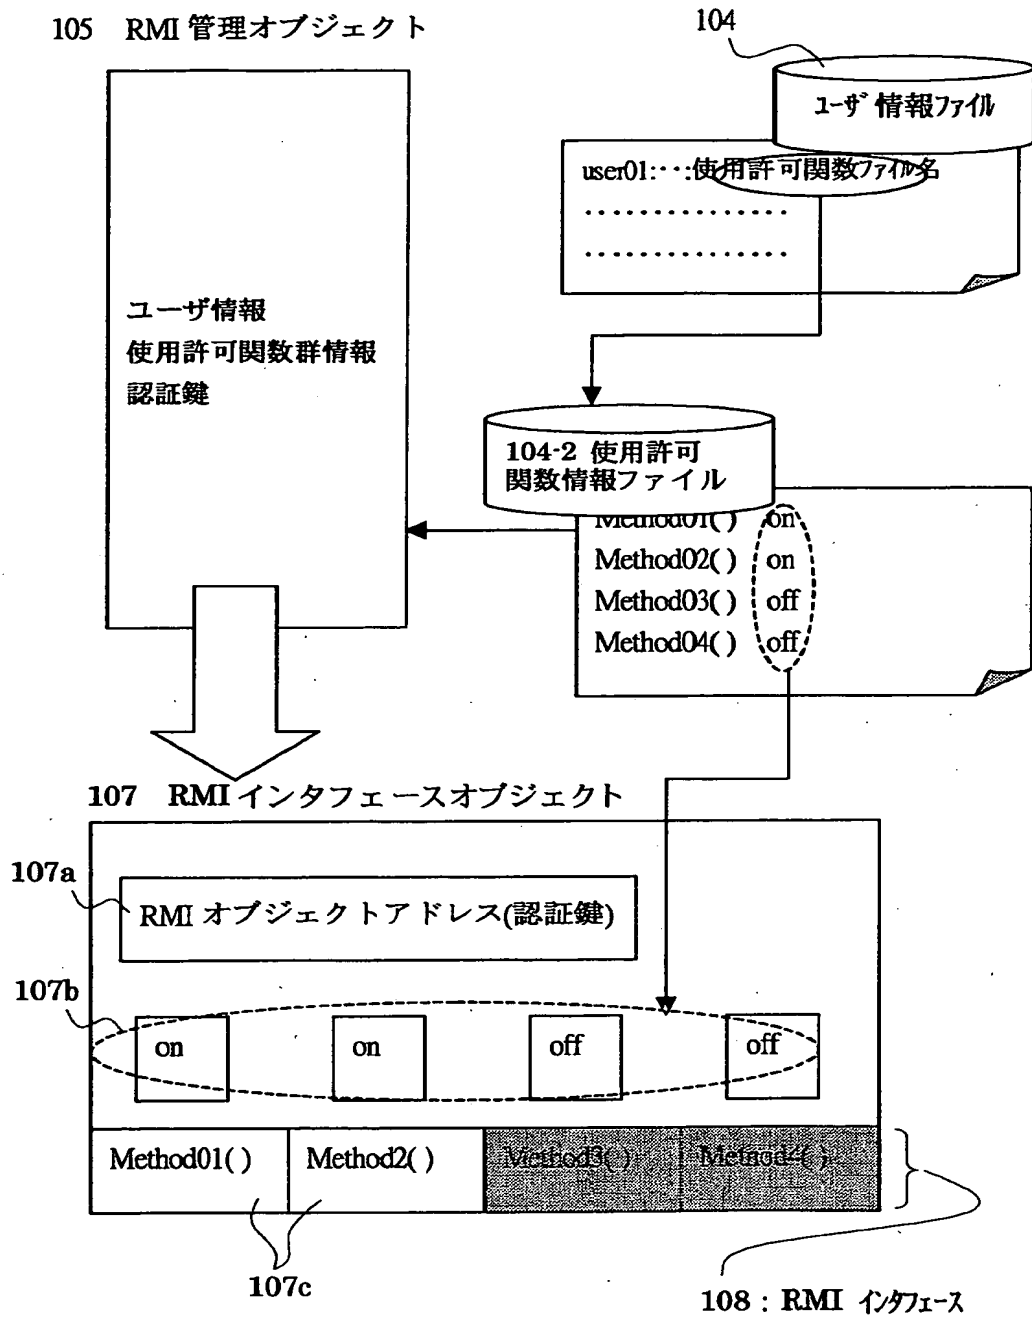 105 RMI 管理オブジェクト
104
ユーザ情報ファイル
user01:・・・:使用許可関数ファイル名
・・・・・・・・・・・・・・・
・・・・・・・・・・・・・・・
ユーザ情報
使用許可関数群情報
認証鍵
104-2 使用許可
関数情報ファイル
Method01( ) on
Method02( ) on
Method03( ) off
Method04( ) off
107 RMI インタフェースオブジェクト
107a
RMI オブジェクトアドレス(認証鍵)
107b
on on off off
Method01( ) Method2( ) Method3( ) Method4( )
107c
108 : RMI インタフェース